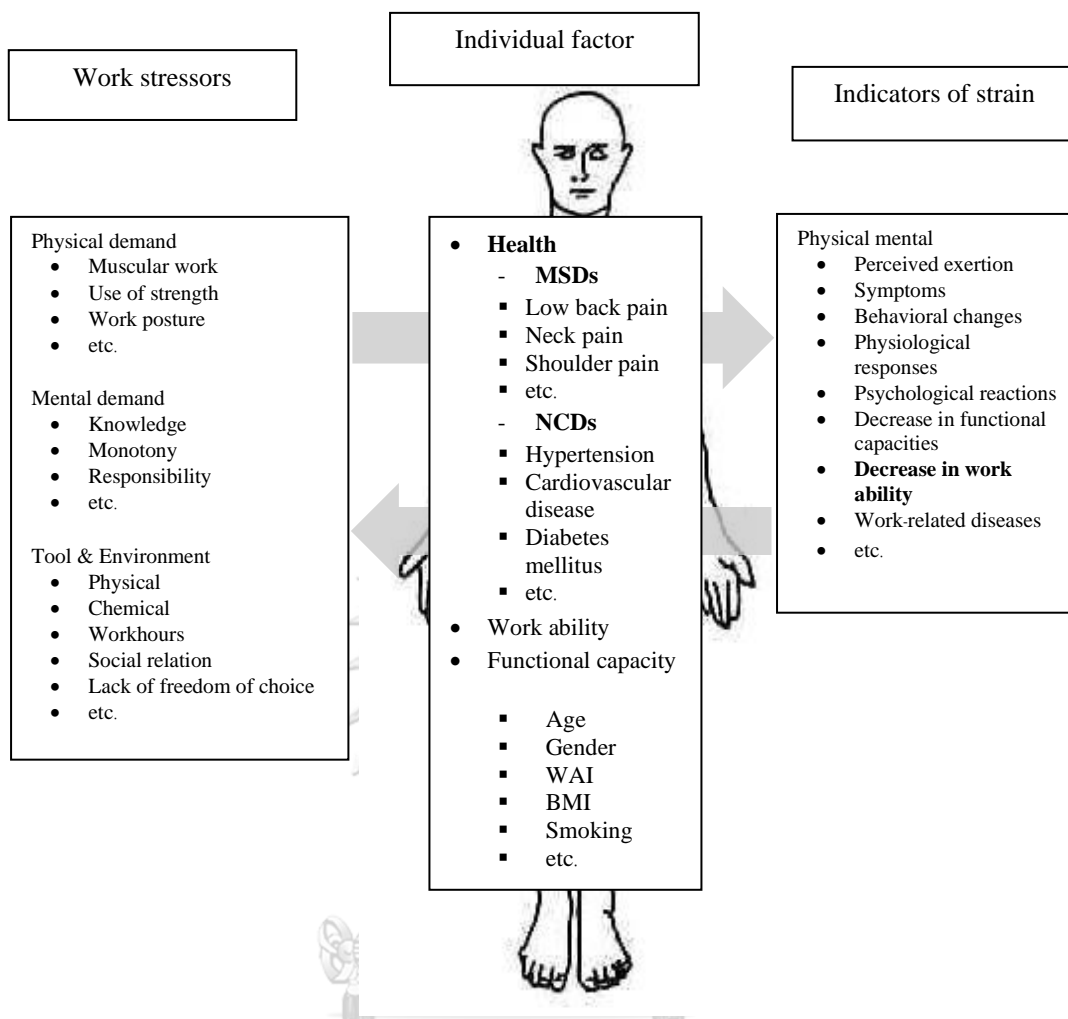 Work stressors
Individual factor
Indicators of strain
Physical demand
• Muscular work
• Use of strength
• Work posture
• etc.
Mental demand
• Knowledge
• Monotony
• Responsibility
• etc.
Tool & Environment
• Physical
• Chemical
• Workhours
• Social relation
• Lack of freedom of choice
• etc.
• Health
- MSDs
▪ Low back pain
▪ Neck pain
▪ Shoulder pain
▪ etc.
- NCDs
▪ Hypertension
▪ Cardiovascular
disease
▪ Diabetes
mellitus
▪ etc.
• Work ability
• Functional capacity
▪ Age
▪ Gender
▪ WAI
▪ BMI
▪ Smoking
▪ etc.
Physical mental
• Perceived exertion
• Symptoms
• Behavioral changes
• Physiological
responses
• Psychological reactions
• Decrease in functional
capacities
• Decrease in work
ability
• Work-related diseases
• etc.